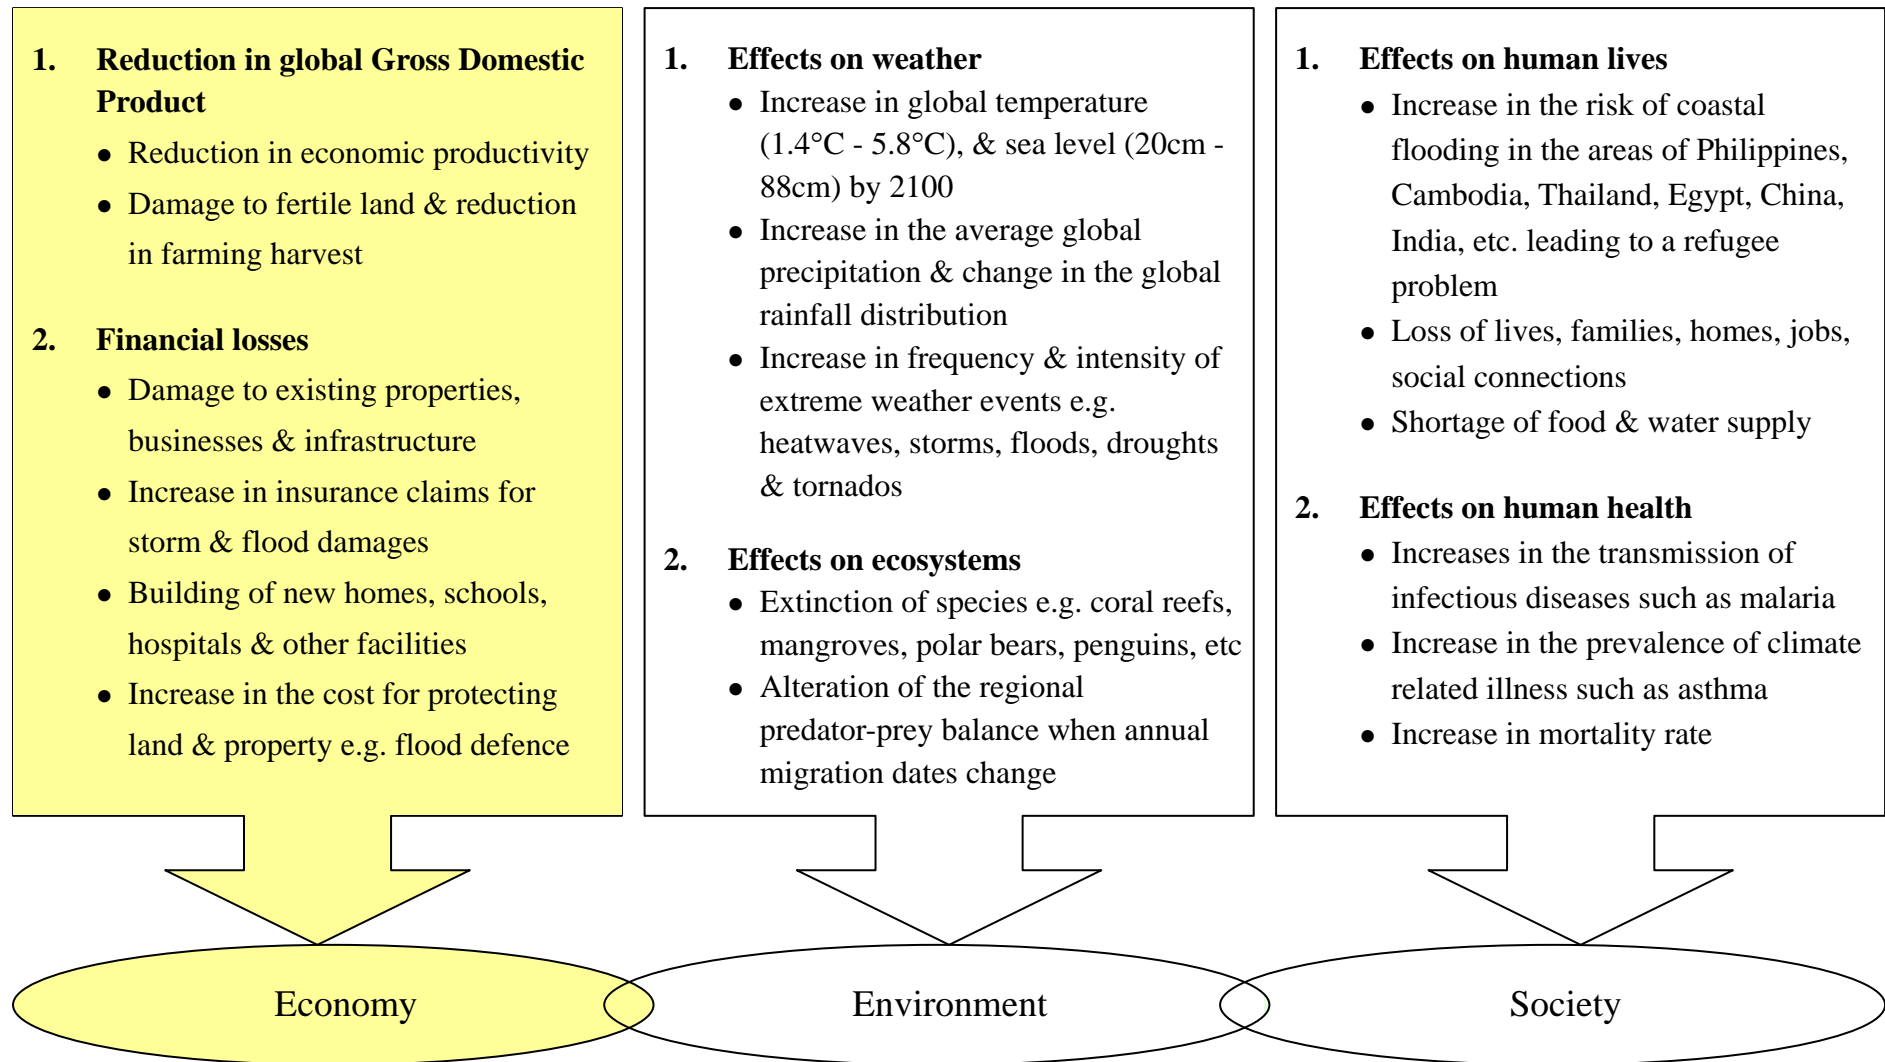 1. Reduction in global Gross Domestic
Product
● Reduction in economic productivity
● Damage to fertile land & reduction
in farming harvest
2. Financial losses
● Damage to existing properties,
businesses & infrastructure
● Increase in insurance claims for
storm & flood damages
● Building of new homes, schools,
hospitals & other facilities
● Increase in the cost for protecting
land & property e.g. flood defence
1. Effects on weather
● Increase in global temperature
(1.4°C - 5.8°C), & sea level (20cm -
88cm) by 2100
● Increase in the average global
precipitation & change in the global
rainfall distribution
● Increase in frequency & intensity of
extreme weather events e.g.
heatwaves, storms, floods, droughts
& tornados
2. Effects on ecosystems
● Extinction of species e.g. coral reefs,
mangroves, polar bears, penguins, etc
● Alteration of the regional
predator-prey balance when annual
migration dates change
1. Effects on human lives
● Increase in the risk of coastal
flooding in the areas of Philippines,
Cambodia, Thailand, Egypt, China,
India, etc. leading to a refugee
problem
● Loss of lives, families, homes, jobs,
social connections
● Shortage of food & water supply
2. Effects on human health
● Increases in the transmission of
infectious diseases such as malaria
● Increase in the prevalence of climate
related illness such as asthma
● Increase in mortality rate
Economy
Environment
Society